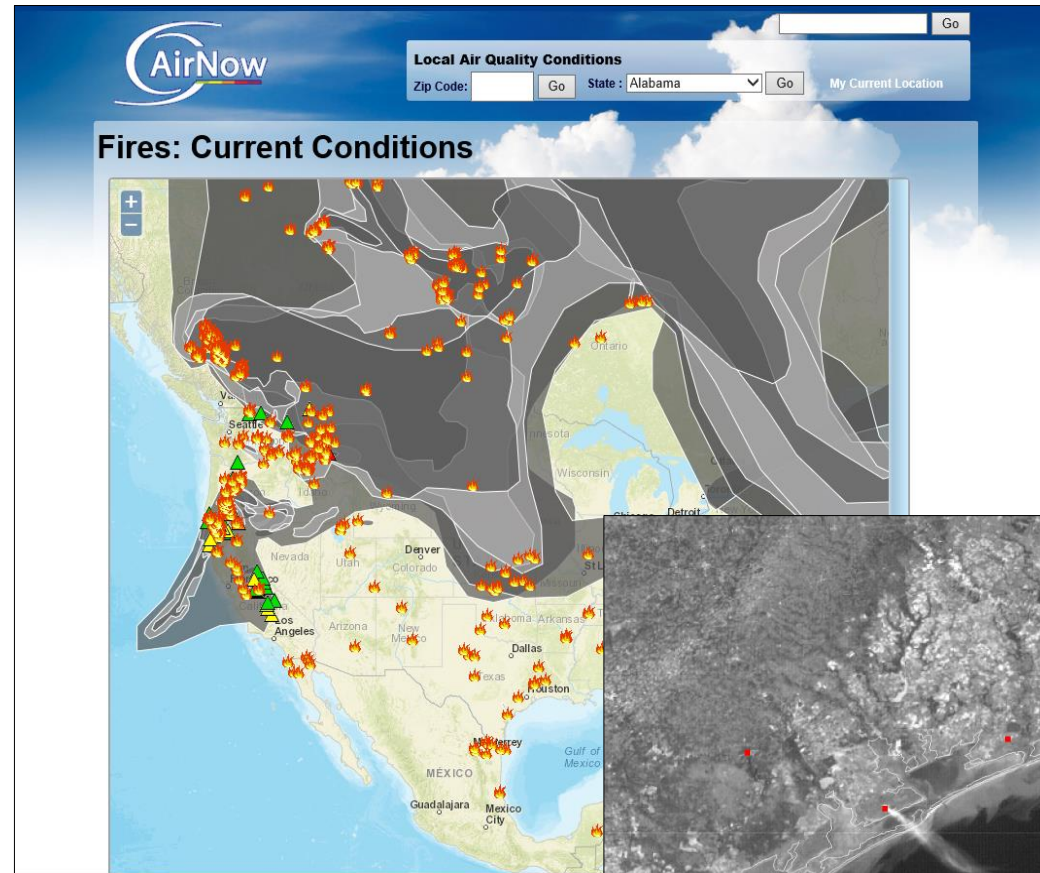 Go
AirNow
Local Air Quality Conditions
Zip Code:
Go
State :
Alabama
Go
My Current Location
Fires: Current Conditions
+
−
Ontario
Seattle
Wisconsin
Idaho
Chicago
Detroit
Nevada
Utah
Denver
Colorado
Missouri
Los
Angeles
Arizona
New
Mexico
Arkansas
Dallas
Houston
Monterrey
Gulf of
Mexico
MÉXICO
Guadalajara
Mexico
City